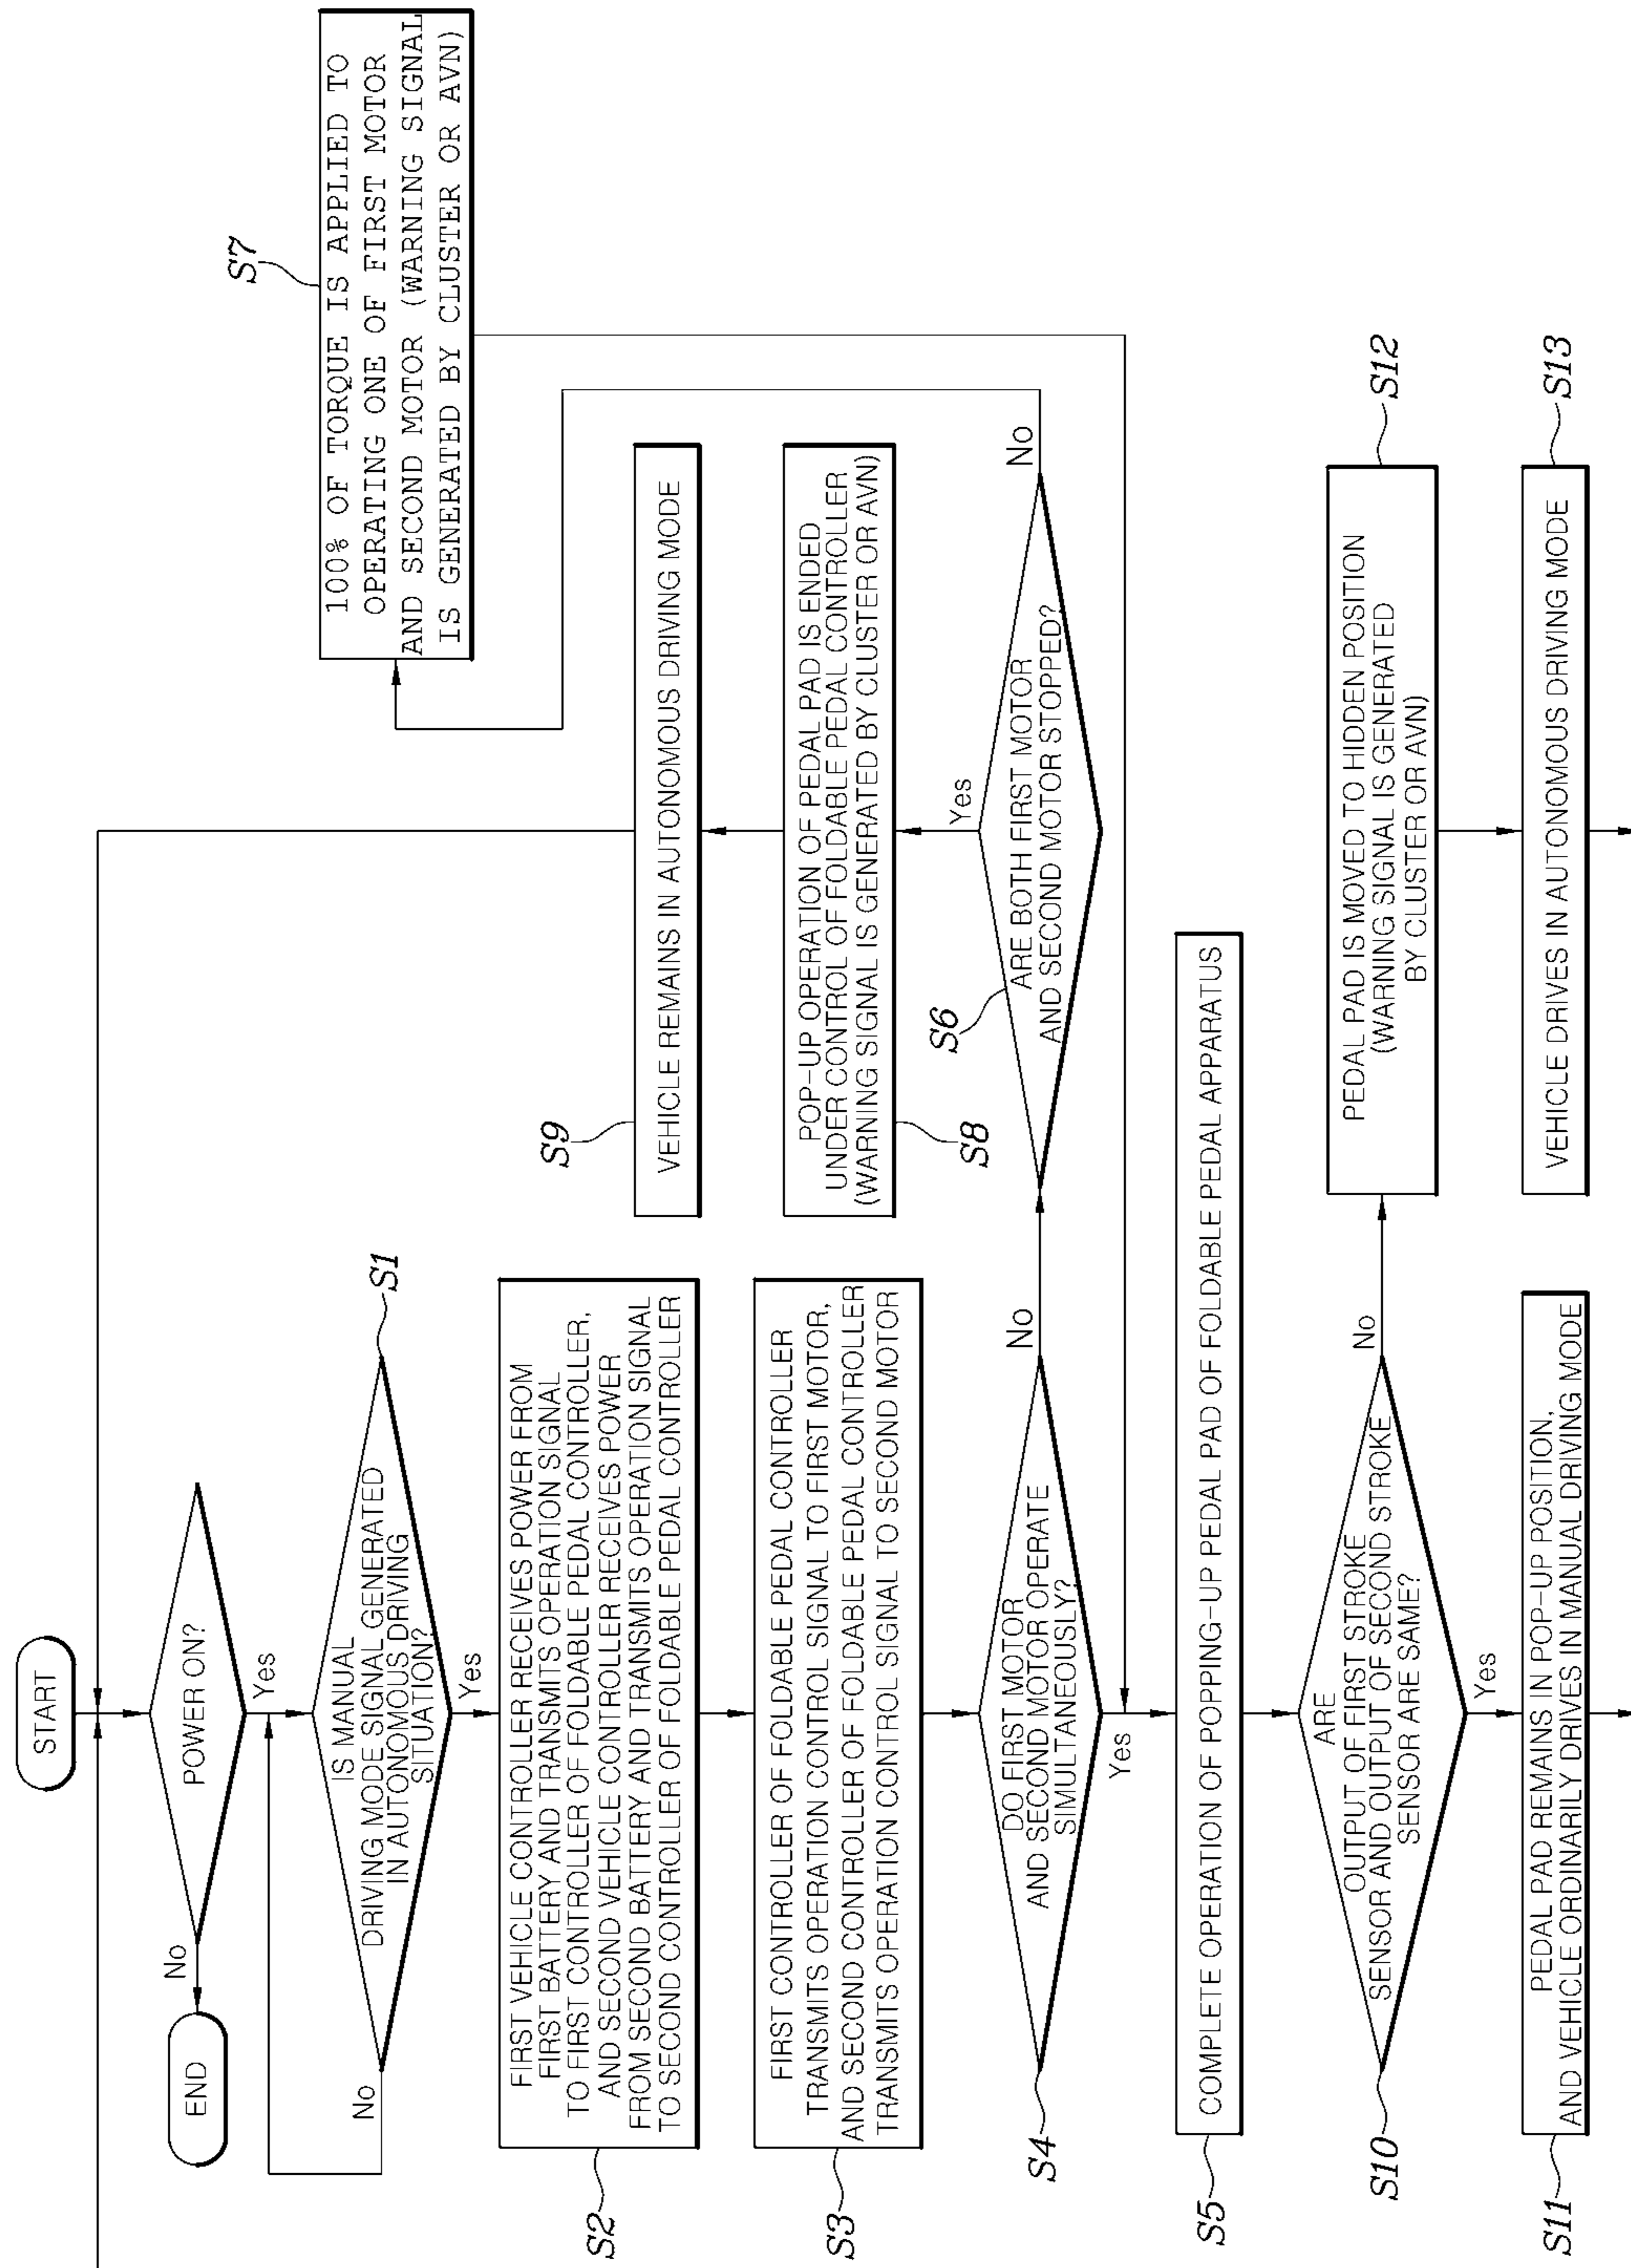 START
POWER ON?
No
END
Yes
S1
IS MANUAL
DRIVING MODE SIGNAL GENERATED
IN AUTONOMOUS DRIVING
SITUATION?
No
Yes
S2
FIRST VEHICLE CONTROLLER RECEIVES POWER FROM
FIRST BATTERY AND TRANSMITS OPERATION SIGNAL
TO FIRST CONTROLLER OF FOLDABLE PEDAL CONTROLLER,
AND SECOND VEHICLE CONTROLLER RECEIVES POWER
FROM SECOND BATTERY AND TRANSMITS OPERATION SIGNAL
TO SECOND CONTROLLER OF FOLDABLE PEDAL CONTROLLER
S3
FIRST CONTROLLER OF FOLDABLE PEDAL CONTROLLER
TRANSMITS OPERATION CONTROL SIGNAL TO FIRST MOTOR,
AND SECOND CONTROLLER OF FOLDABLE PEDAL CONTROLLER
TRANSMITS OPERATION CONTROL SIGNAL TO SECOND MOTOR
S4
DO FIRST MOTOR
AND SECOND MOTOR OPERATE
SIMULTANEOUSLY?
No
Yes
S6
ARE BOTH FIRST MOTOR
AND SECOND MOTOR STOPPED?
No
Yes
S7
100% OF TORQUE IS APPLIED TO
OPERATING ONE OF FIRST MOTOR
AND SECOND MOTOR (WARNING SIGNAL
IS GENERATED BY CLUSTER OR AVN)
S8
POP-UP OPERATION OF PEDAL PAD IS ENDED
UNDER CONTROL OF FOLDABLE PEDAL CONTROLLER
(WARNING SIGNAL IS GENERATED BY CLUSTER OR AVN)
S9
VEHICLE REMAINS IN AUTONOMOUS DRIVING MODE
S5
COMPLETE OPERATION OF POPPING-UP PEDAL PAD OF FOLDABLE PEDAL APPARATUS
S10
ARE
OUTPUT OF FIRST STROKE
SENSOR AND OUTPUT OF SECOND STROKE
SENSOR ARE SAME?
No
Yes
S12
PEDAL PAD IS MOVED TO HIDDEN POSITION
(WARNING SIGNAL IS GENERATED
BY CLUSTER OR AVN)
S11
PEDAL PAD REMAINS IN POP-UP POSITION,
AND VEHICLE ORDINARILY DRIVES IN MANUAL DRIVING MODE
S13
VEHICLE DRIVES IN AUTONOMOUS DRIVING MODE